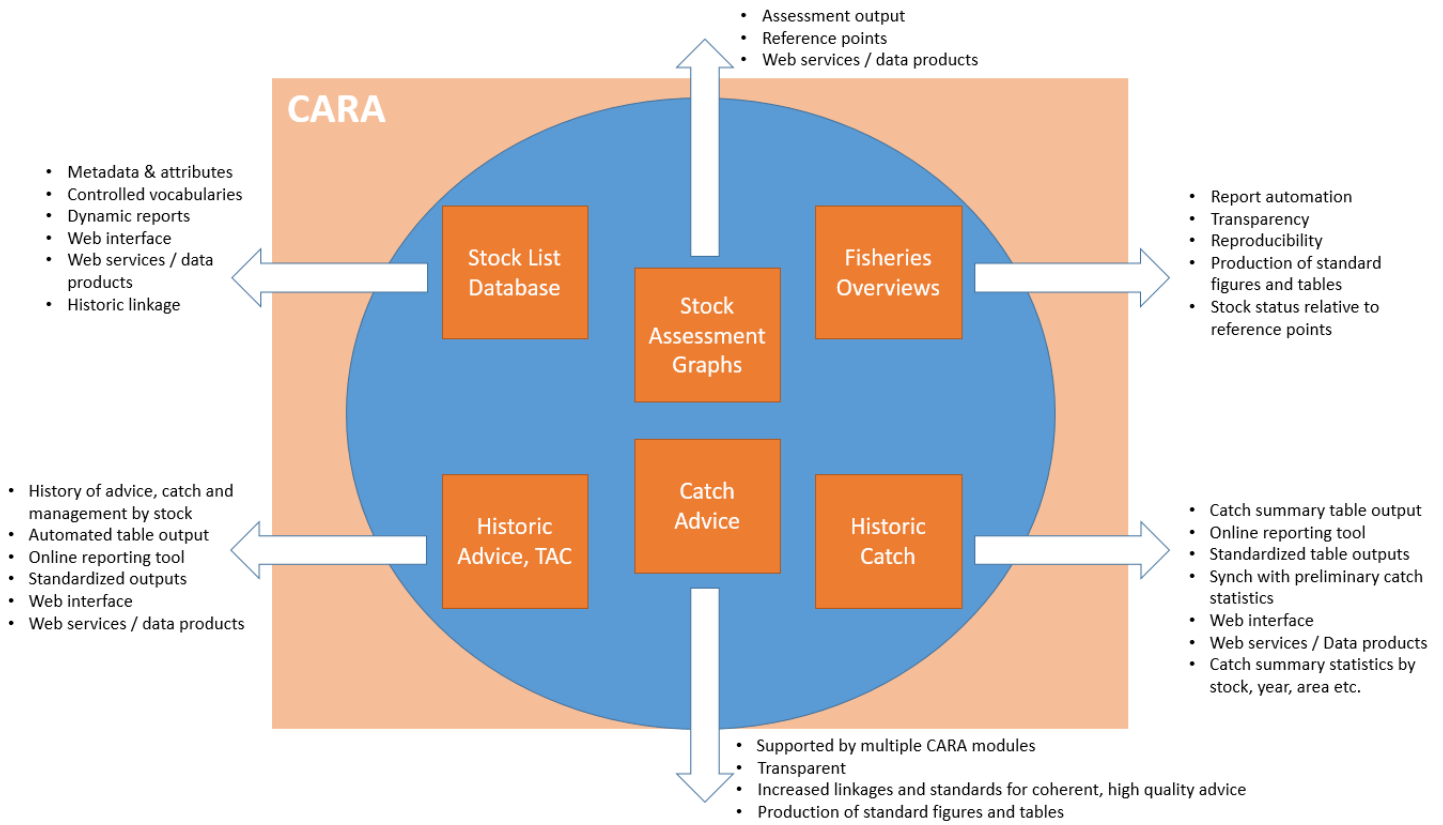 • Assessment output
• Reference points
• Web services / data products
CARA
• Metadata & attributes
• Controlled vocabularies
• Dynamic reports
• Web interface
• Web services / data
products
• Historic linkage
Stock List
Database
Stock
Assessment
Graphs
Fisheries
Overviews
• Report automation
• Transparency
• Reproducibility
• Production of standard
figures and tables
• Stock status relative to
reference points
• History of advice, catch and
management by stock
• Automated table output
• Online reporting tool
• Standardized outputs
• Web interface
• Web services / data products
Historic
Advice, TAC
Catch
Advice
Historic
Catch
• Catch summary table output
• Online reporting tool
• Standardized table outputs
• Synch with preliminary catch
statistics
• Web interface
• Web services / Data products
• Catch summary statistics by
stock, year, area etc.
• Supported by multiple CARA modules
• Transparent
• Increased linkages and standards for coherent, high quality advice
• Production of standard figures and tables